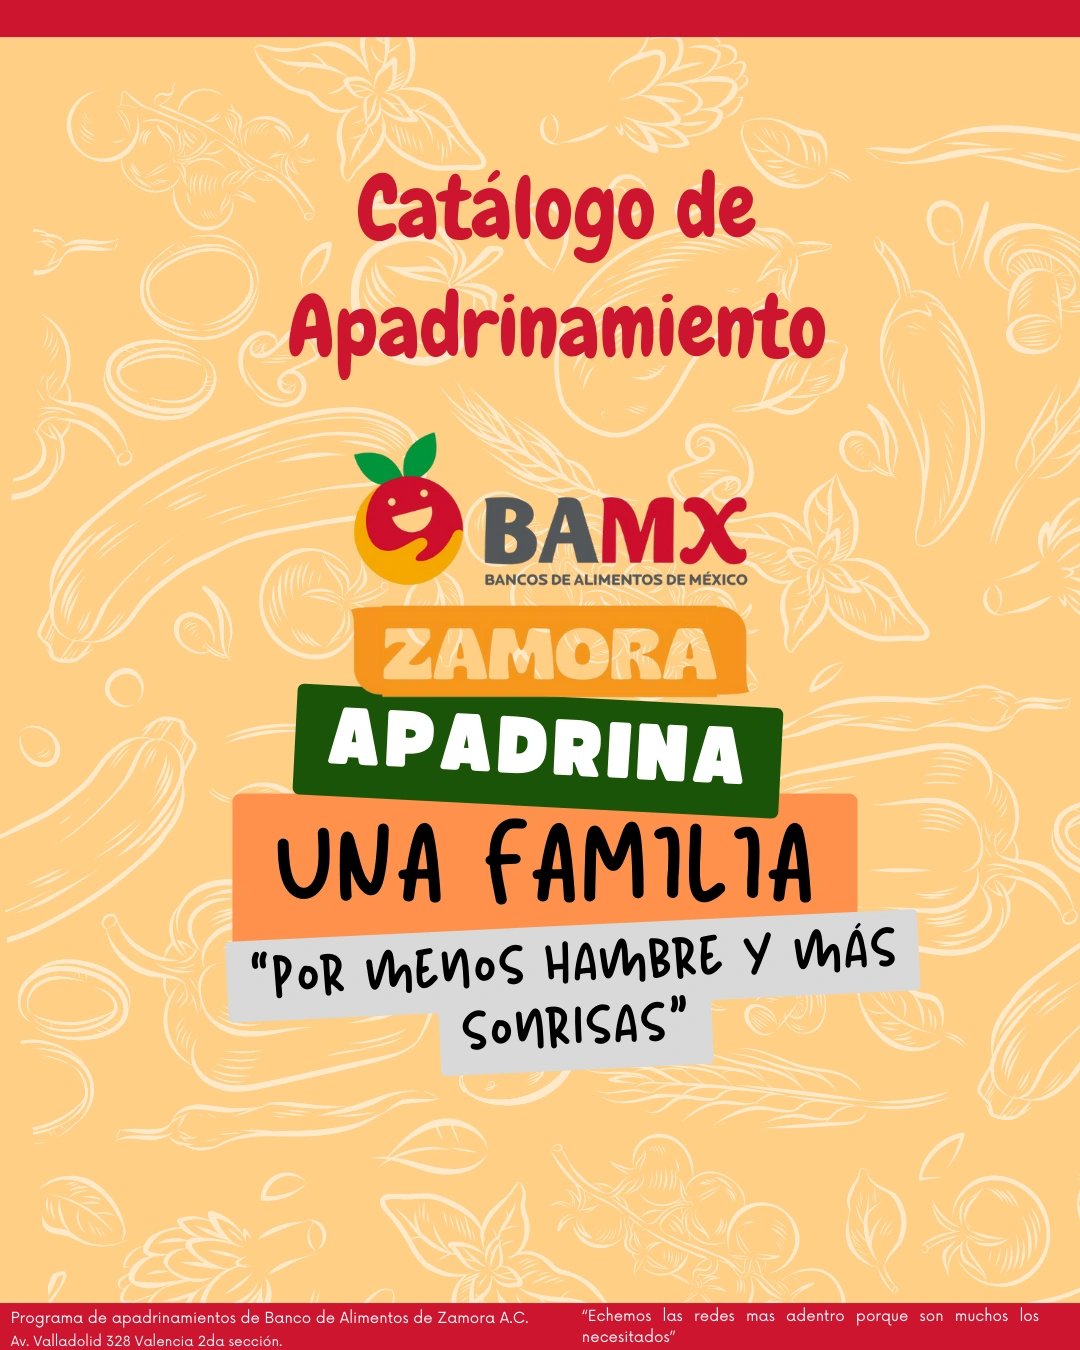 Catálogo de
Apadrinamiento
BAMX
BANCOS DE ALIMENTOS DE MÉXICO
ZAMORA
APADRINA
UNA FAMILIA
“POR MENOS HAMBRE Y MÁS
SONRISAS”
Programa de apadrinamientos de Banco de Alimentos de Zamora A.C.
Av. Valladolid 328 Valencia 2da sección.
“Echemos las redes mas adentro porque son muchos los
necesitados”